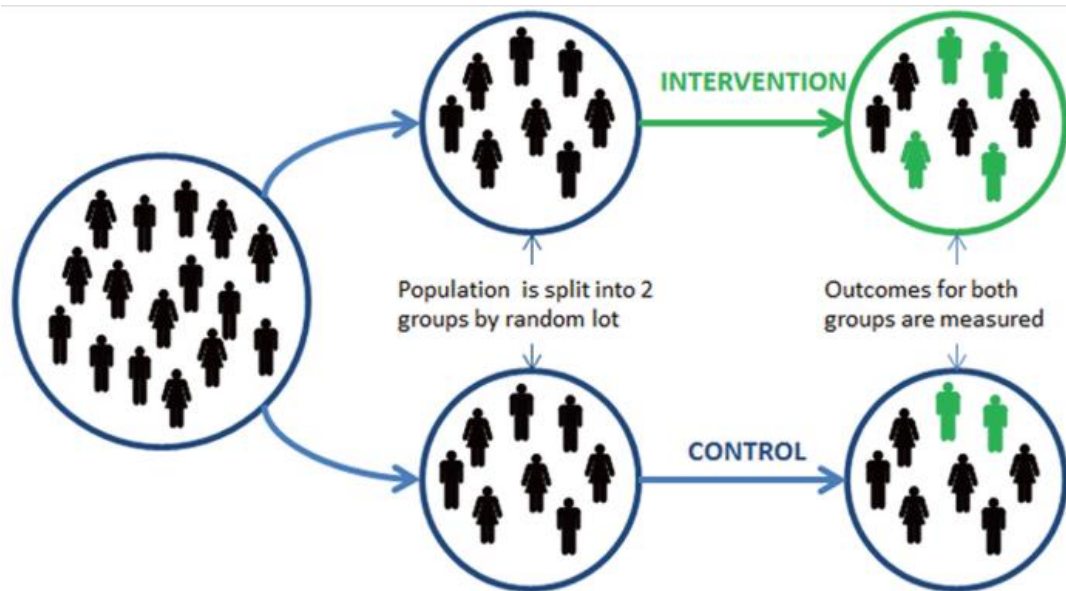 INTERVENTION
Population is split into 2
groups by random lot
Outcomes for both
groups are measured
CONTROL